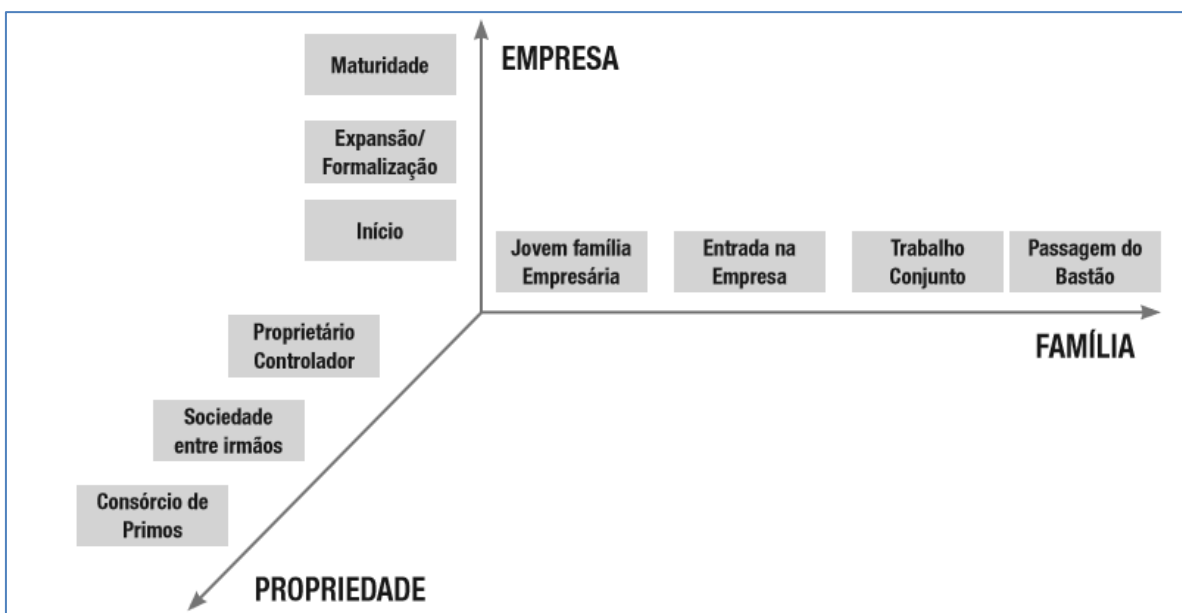 EMPRESA
Maturidade
Expansão/
Formalização
Início
Jovem família
Empresária
Entrada na
Empresa
Trabalho
Conjunto
Passagem do
Bastão
FAMÍLIA
Proprietário
Controlador
Sociedade
entre irmãos
Consórcio de
Primos
PROPRIEDADE